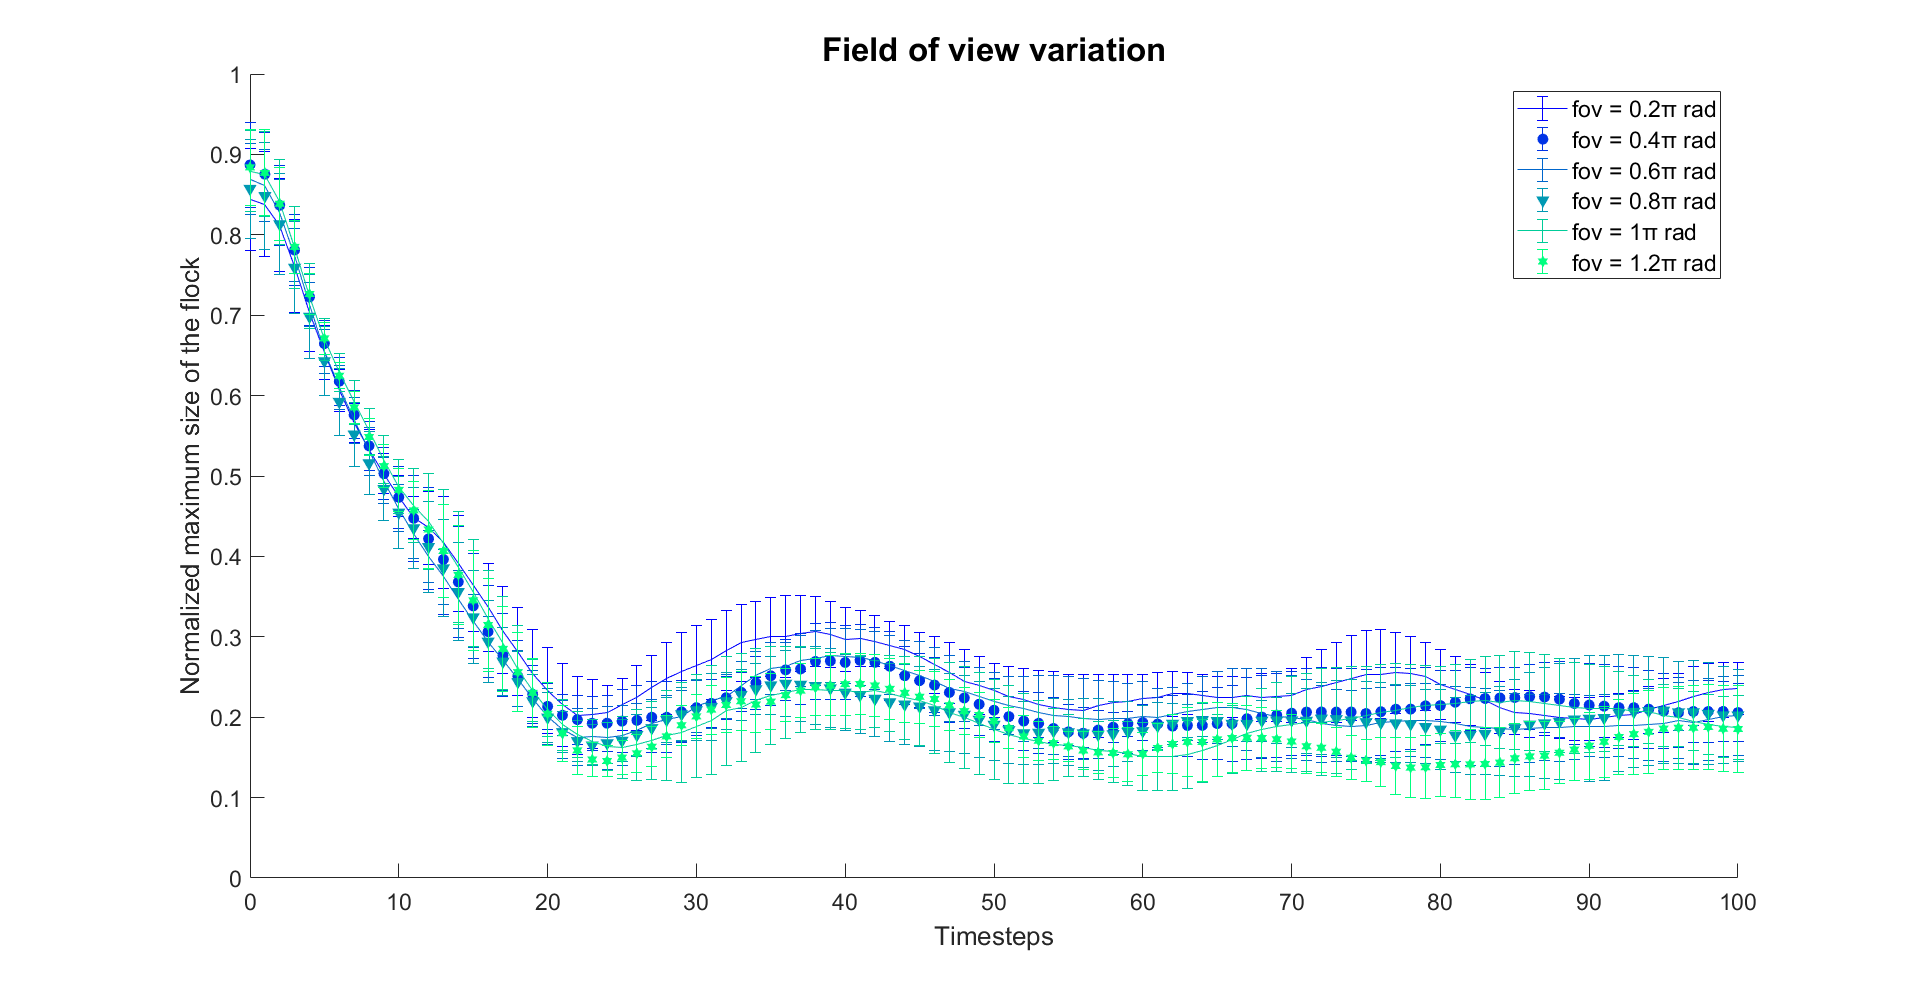 Field of view variation
1
0.9
0.8
0.7
0.6
0.5
0.4
0.3
0.2
0.1
0
Normalized maximum size of the flock
fov = 0.2π rad
fov = 0.4π rad
fov = 0.6π rad
fov = 0.8π rad
fov = 1π rad
fov = 1.2π rad
0 10 20 30 40 50 60 70 80 90 100
Timesteps